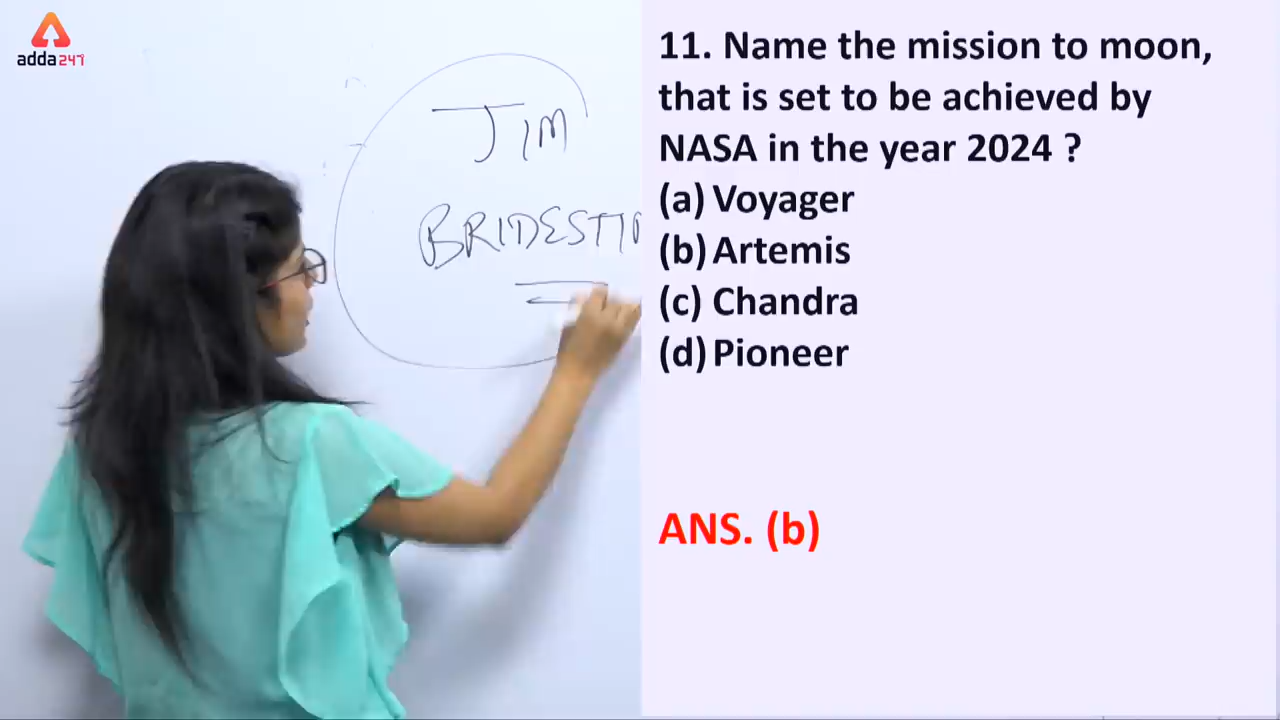 adda247
JIM
11. Name the mission to moon,
that is set to be achieved by
NASA in the year 2024 ?
(a) Voyager
(b) Artemis
(c) Chandra
(d) Pioneer
ANS. (b)